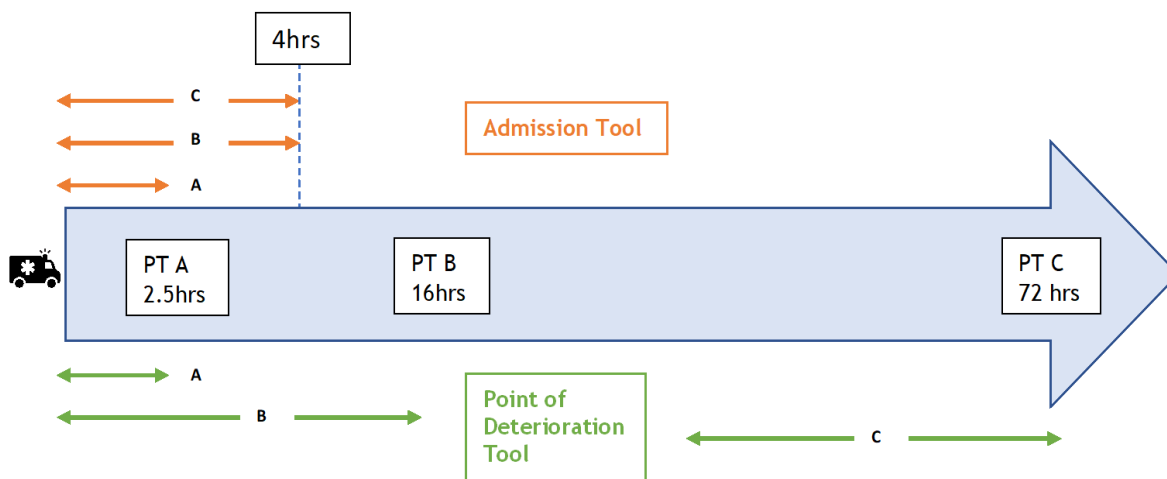 4hrs
C
B
A
Admission Tool
PT A
2.5hrs
PT B
16hrs
PT C
72 hrs
A
B
Point of
Deterioration
Tool
C